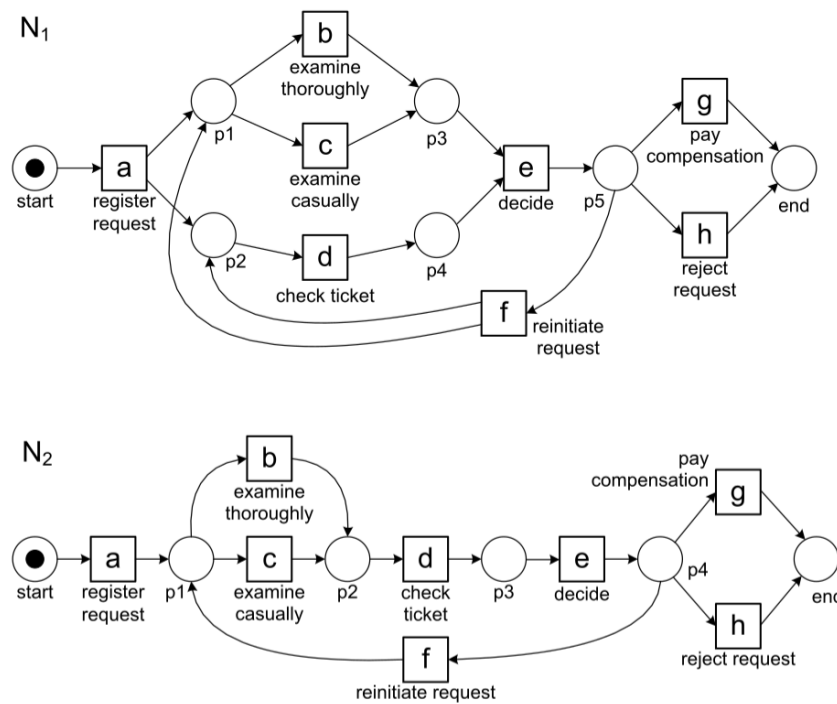 N1
b
examine
thoroughly
g
pay
compensation
p1
p3
c
examine
casually
a
register
request
start
e
decide
p5
end
h
reject
request
p2
d
check ticket
p4
f
reinitiate
request
N2
b
examine
thoroughly
pay
compensation
g
start
a
register
request
p1
c
examine
casually
p2
d
check
ticket
p3
e
decide
p4
end
h
reject request
f
reinitiate request